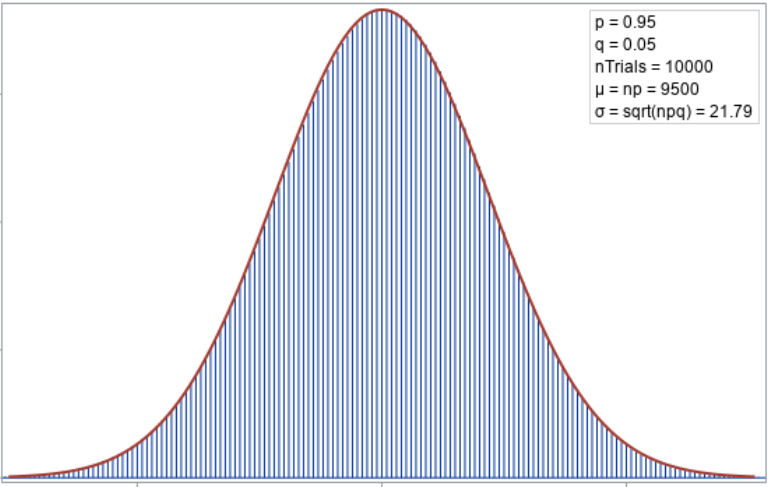 p = 0.95
q = 0.05
nTrials = 10000
μ = np = 9500
σ = sqrt(npq) = 21.79